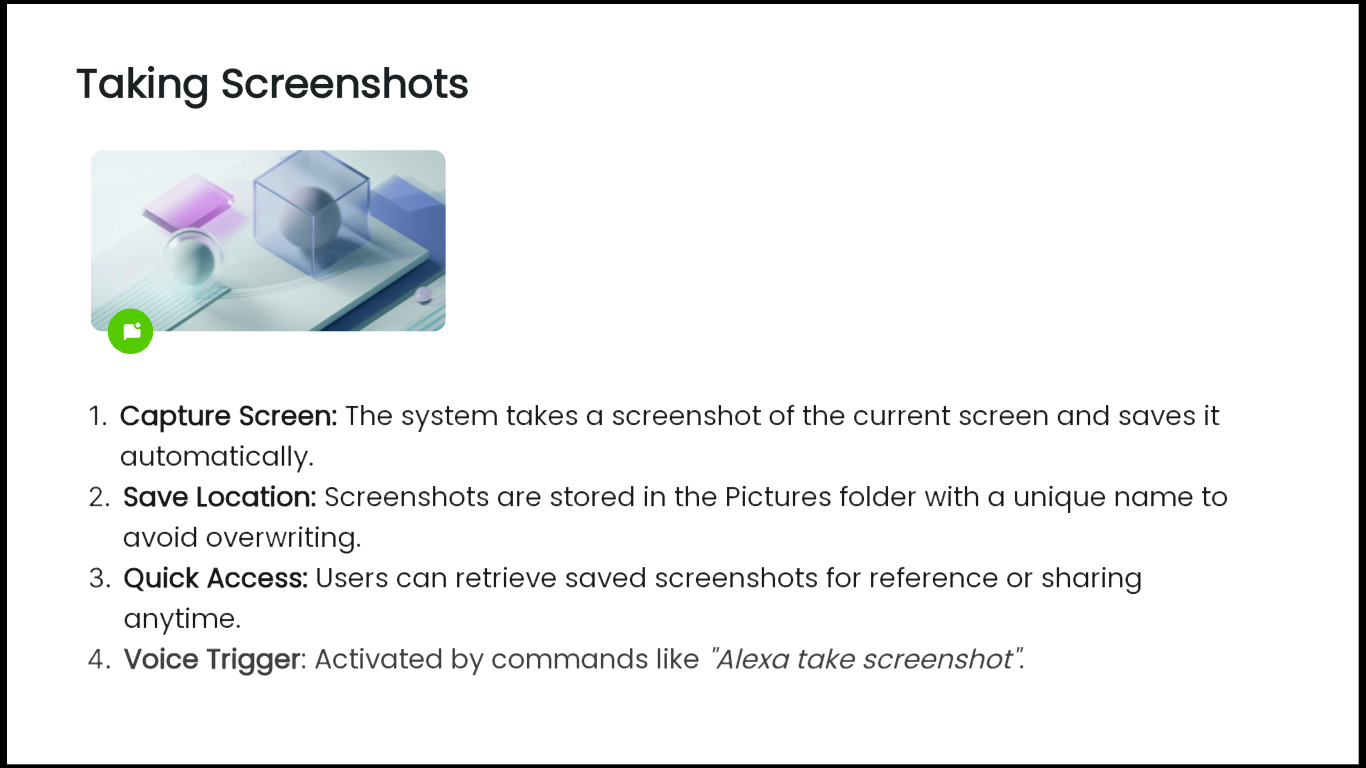 Taking Screenshots
1. Capture Screen: The system takes a screenshot of the current screen and saves it
automatically.
2. Save Location: Screenshots are stored in the Pictures folder with a unique name to
avoid overwriting.
3. Quick Access: Users can retrieve saved screenshots for reference or sharing
anytime.
4. Voice Trigger: Activated by commands like "Alexa take screenshot".